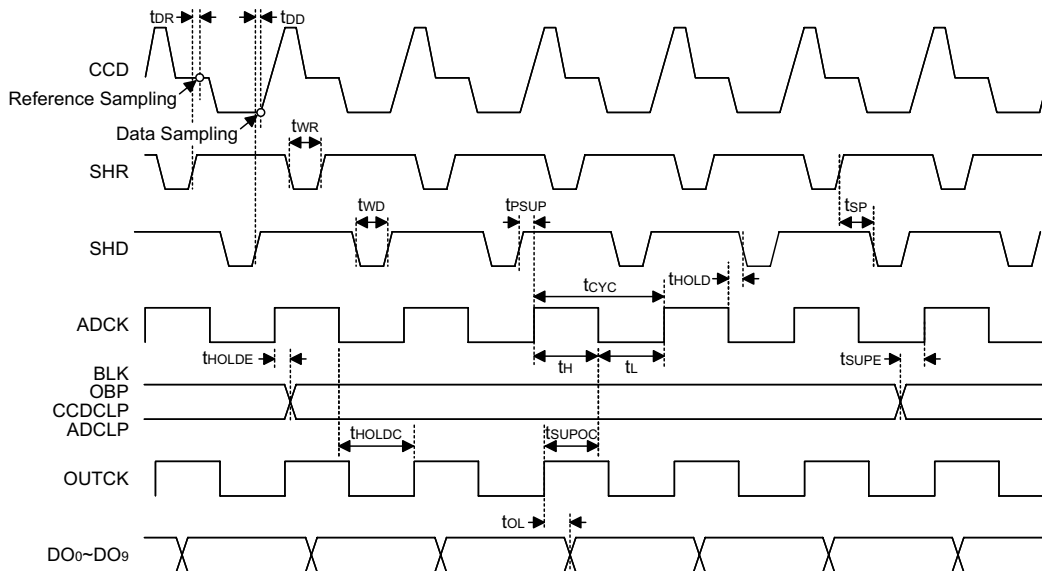 tDR tDD
CCD
Reference Sampling
Data Sampling
tWR
SHR
tWD tPSUP tSP
SHD
tCYC tHOLD
ADCK
tHOLDE tH tL tSUPE
BLK
OBP
CCDCLP
ADCLP
tHOLDC tSUPOC
OUTCK
tOL
DO0~DO9